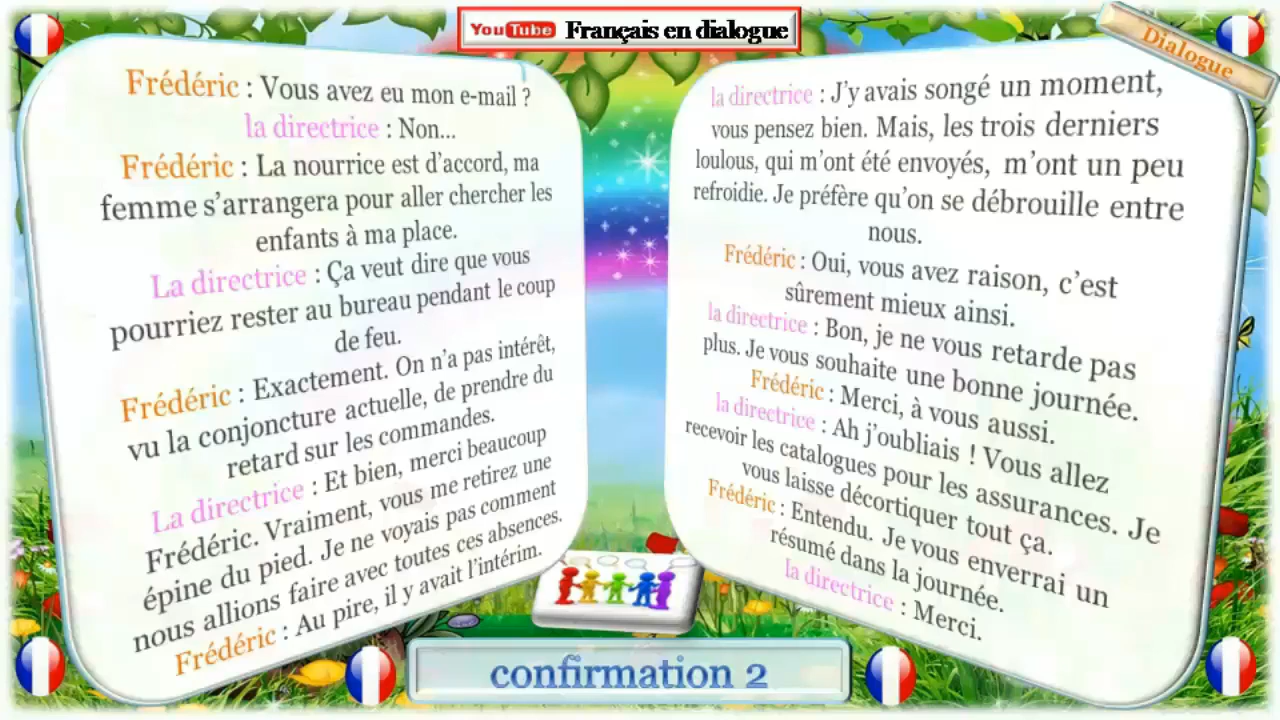 YouTube Français en dialogue
Dialogue
Frédéric : Vous avez eu mon e-mail ?
la directrice : Non...
Frédéric : La nourrice est d'accord, ma
femme s'arrangera pour aller chercher les
enfants à ma place.
La directrice : Ça veut dire que vous
pourriez rester au bureau pendant le coup
de feu.
Frédéric : Exactement. On n'a pas intérêt,
vu la conjoncture actuelle, de prendre du
retard sur les commandes.
La directrice : Et bien, merci beaucoup
Frédéric. Vraiment, vous me retirez une
épine du pied. Je ne voyais pas comment
nous allions faire avec toutes ces absences.
Frédéric : Au pire, il y avait l'intérim.
la directrice : J'y avais songé un moment,
vous pensez bien. Mais, les trois derniers
loulous, qui m'ont été envoyés, m'ont un peu
refroidie. Je préfère qu'on se débrouille entre
nous.
Frédéric : Oui, vous avez raison, c'est
sûrement mieux ainsi.
la directrice : Bon, je ne vous retarde pas
plus. Je vous souhaite une bonne journée.
Frédéric : Merci, à vous aussi.
la directrice : Ah j'oubliais ! Vous allez
recevoir les catalogues pour les assurances. Je
vous laisse décortiquer tout ça.
Frédéric : Entendu. Je vous enverrai un
résumé dans la journée.
la directrice : Merci.
confirmation 2